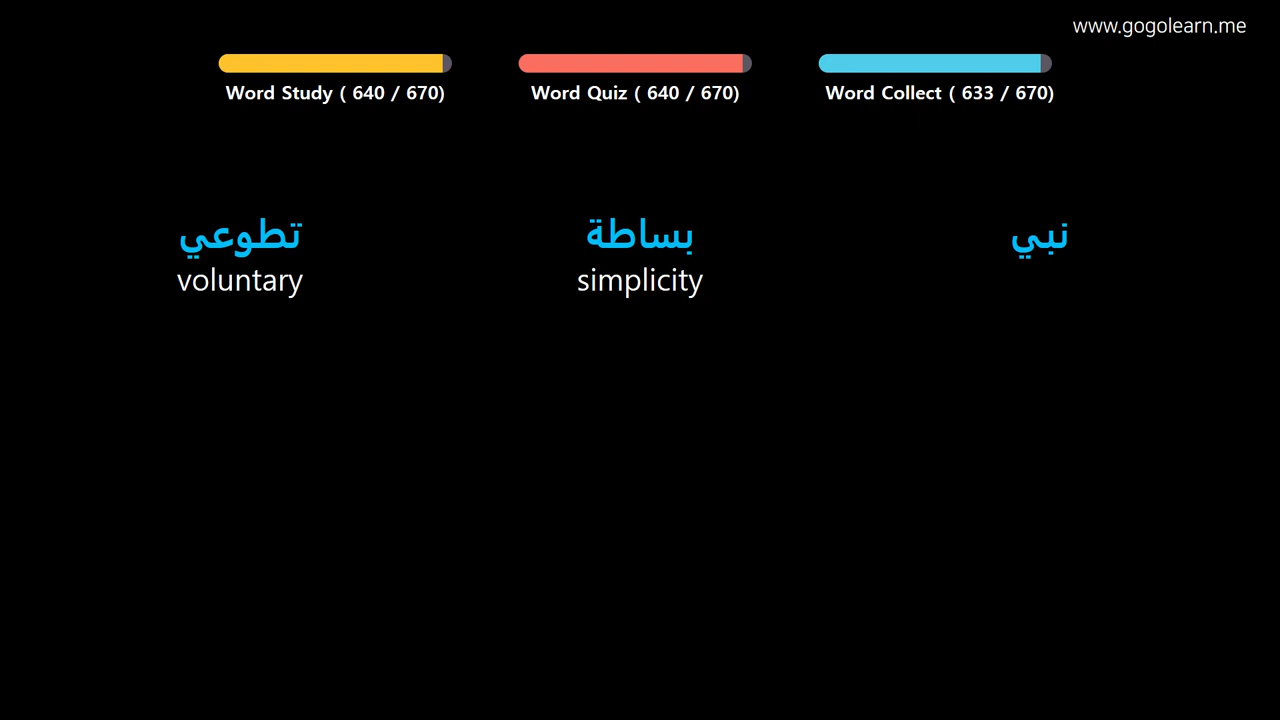 www.gogolearn.me
Word Study ( 640 / 670)
Word Quiz ( 640 / 670)
Word Collect ( 633 / 670)
تطوعي
voluntary
بساطة
simplicity
نبي